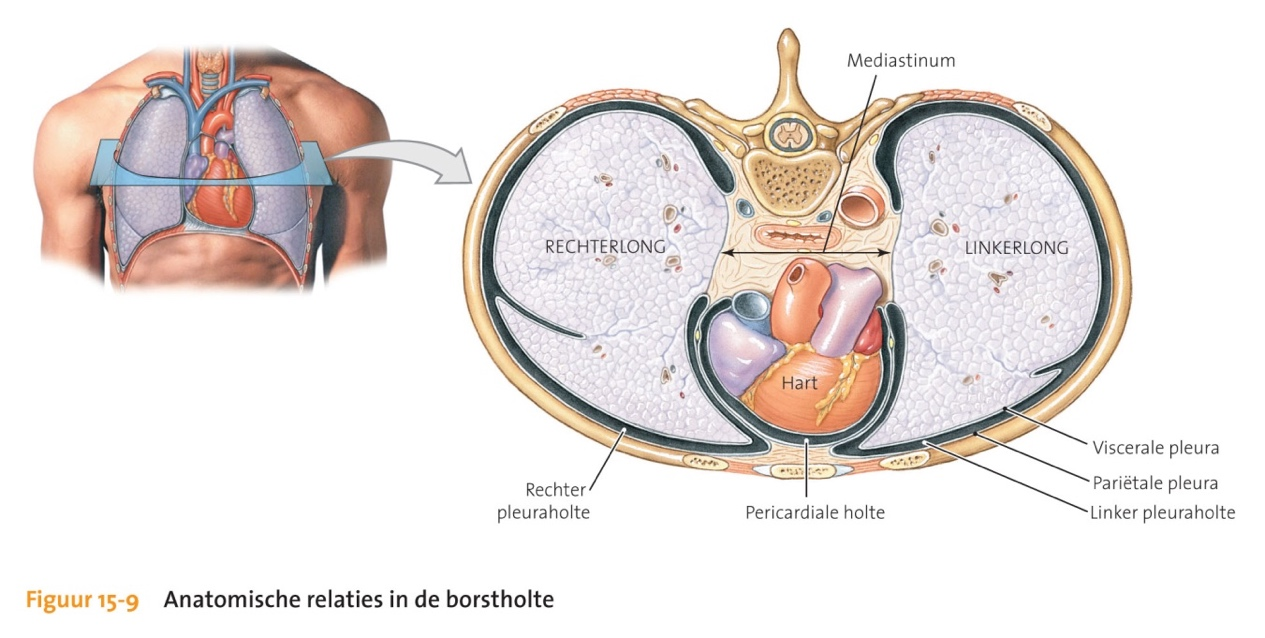 Mediastinum
RECHTERLONG
LINKERLONG
Hart
Viscerale pleura
Pariëtale pleura
Linker pleuraholte
Rechter
pleuraholte
Pericardiale holte
Figuur 15-9 Anatomische relaties in de borstholte